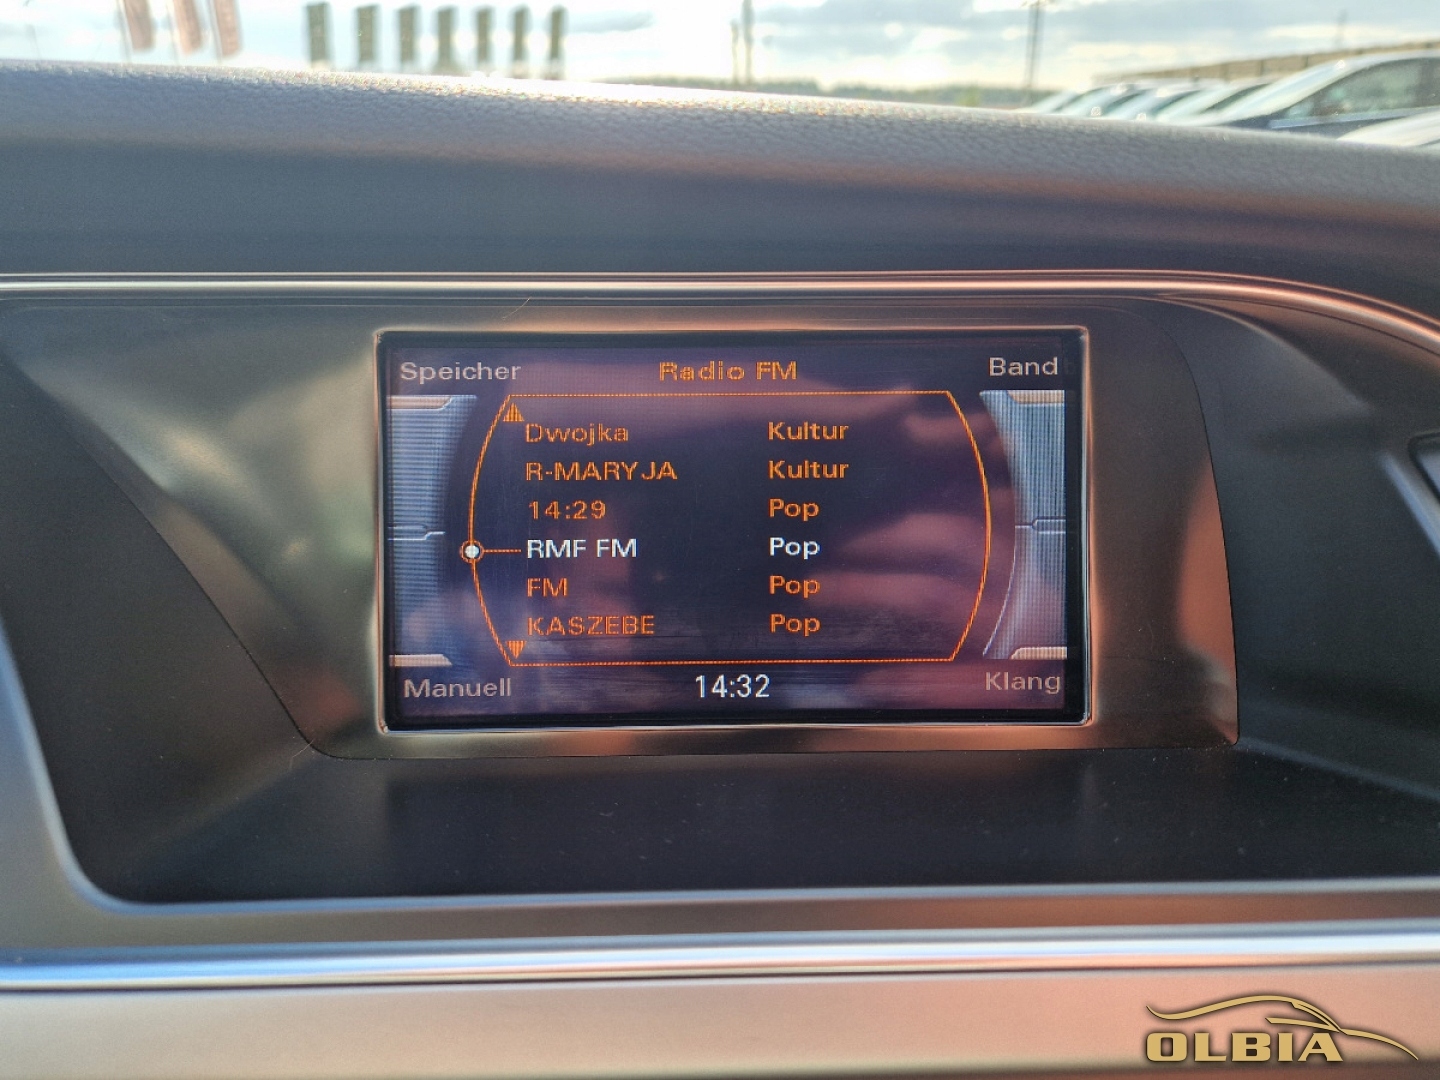 Speicher Radio FM Band
Dwojka Kultur
R-MARYJA Kultur
14:29 Pop
RMF FM Pop
FM Pop
KASZEBE Pop
Manuell 14:32 Klang
OLBIA